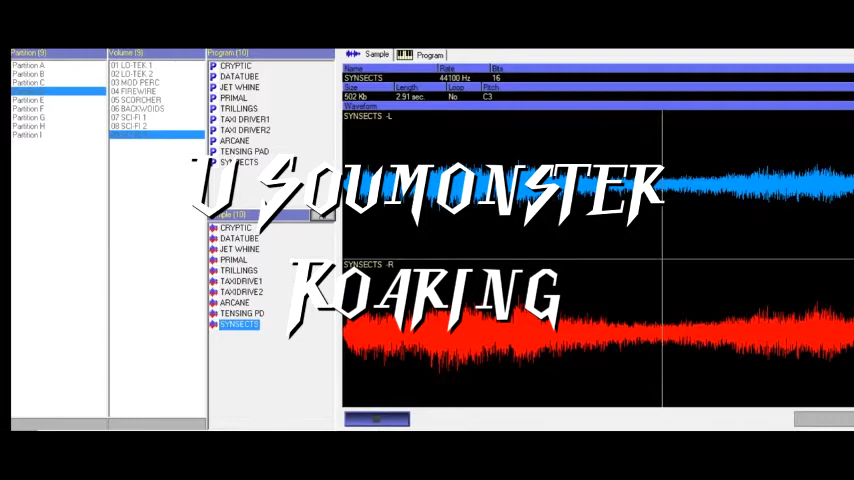 Partition (9)
Volume (9)
Program (10)
Partition A
Partition B
Partition C
Partition E
Partition F
Partition G
Partition H
Partition I
01 LO-TEK 1
02 LO-TEK 2
03 MOD PERC
04 FIREWIRE
05 SCORCHER
06 BACKWOIDS
07 SCI-FI 1
08 SCI-FI 2
CRYPTIC
DATATUBE
JET WHINE
PRIMAL
TRILLINGS
TAXI DRIVER1
TAXI DRIVER2
ARCANE
TENSING PAD
SYNSECTS
CRYPTIC
DATATUBE
JET WHINE
PRIMAL
TRILLINGS
TAXIDRIVE1
TAXIDRIVE2
ARCANE
TENSING PD
SYNSECTS
Sample Program
Name Rate Bits
SYNSECTS 44100 Hz 16
Size Length Loop Pitch
502 Kb 2.91 sec. No C3
Waveform
SYNSECTS -L
SYNSECTS -R
U SOUMONSTER
ROARING